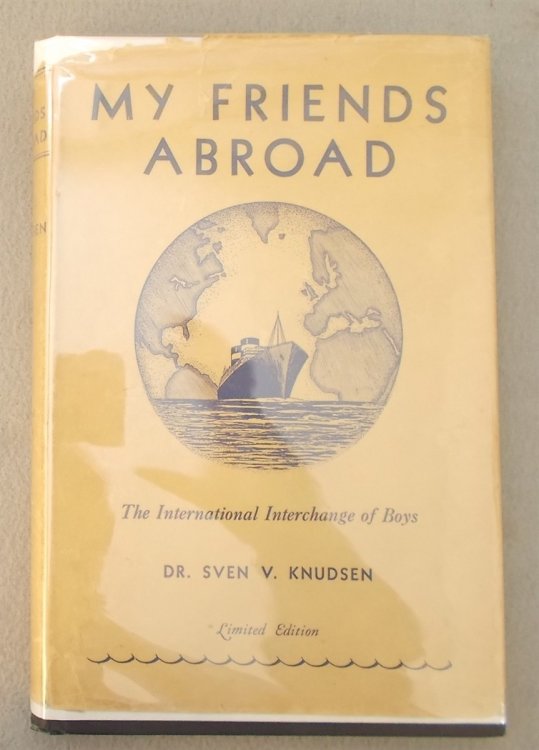 MY FRIENDS
ABROAD
The International Interchange of Boys
DR. SVEN V. KNUDSEN
Limited Edition